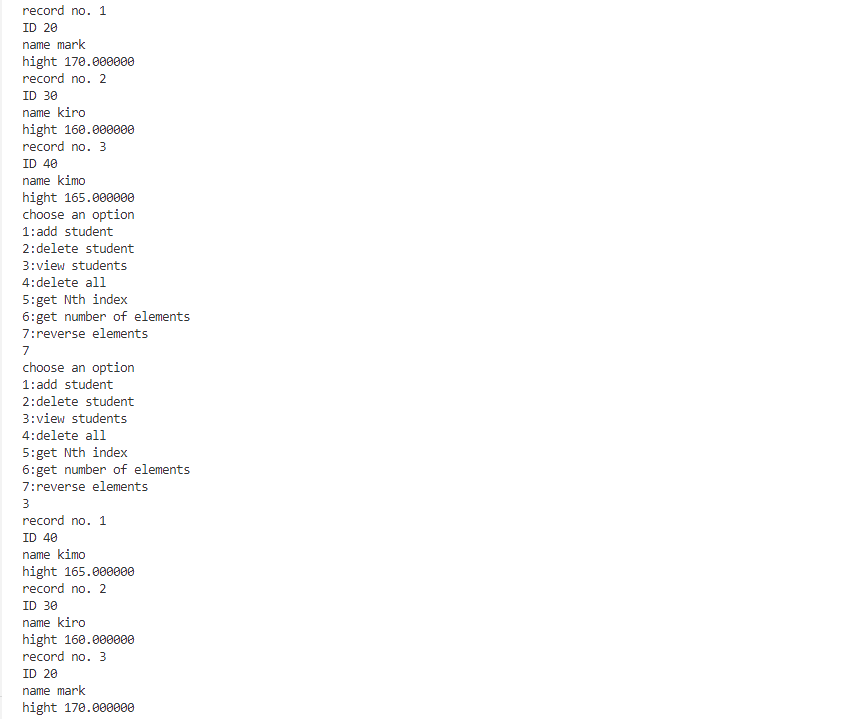 record no. 1
ID 20
name mark
hight 170.000000
record no. 2
ID 30
name kiro
hight 160.000000
record no. 3
ID 40
name kimo
hight 165.000000
choose an option
1:add student
2:delete student
3:view students
4:delete all
5:get Nth index
6:get number of elements
7:reverse elements
7
choose an option
1:add student
2:delete student
3:view students
4:delete all
5:get Nth index
6:get number of elements
7:reverse elements
3
record no. 1
ID 40
name kimo
hight 165.000000
record no. 2
ID 30
name kiro
hight 160.000000
record no. 3
ID 20
name mark
hight 170.000000